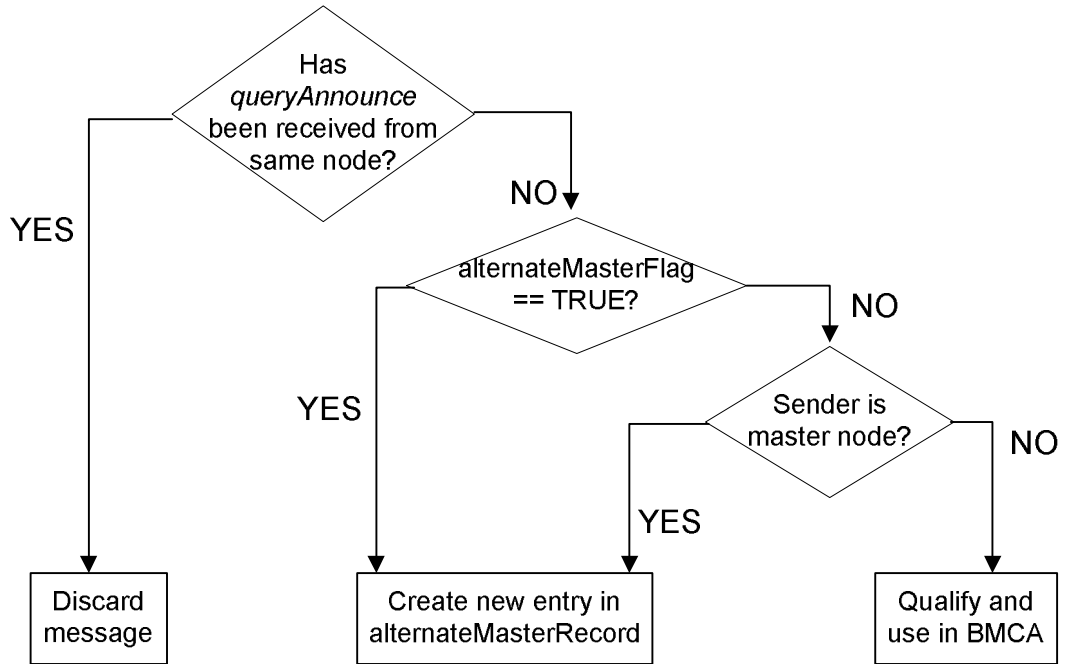 Has
queryAnnounce
been received from
same node?
NO
YES
alternateMasterFlag
== TRUE?
NO
YES
Sender is
master node?
NO
YES
Discard
message
Create new entry in
alternateMasterRecord
Qualify and
use in BMCA